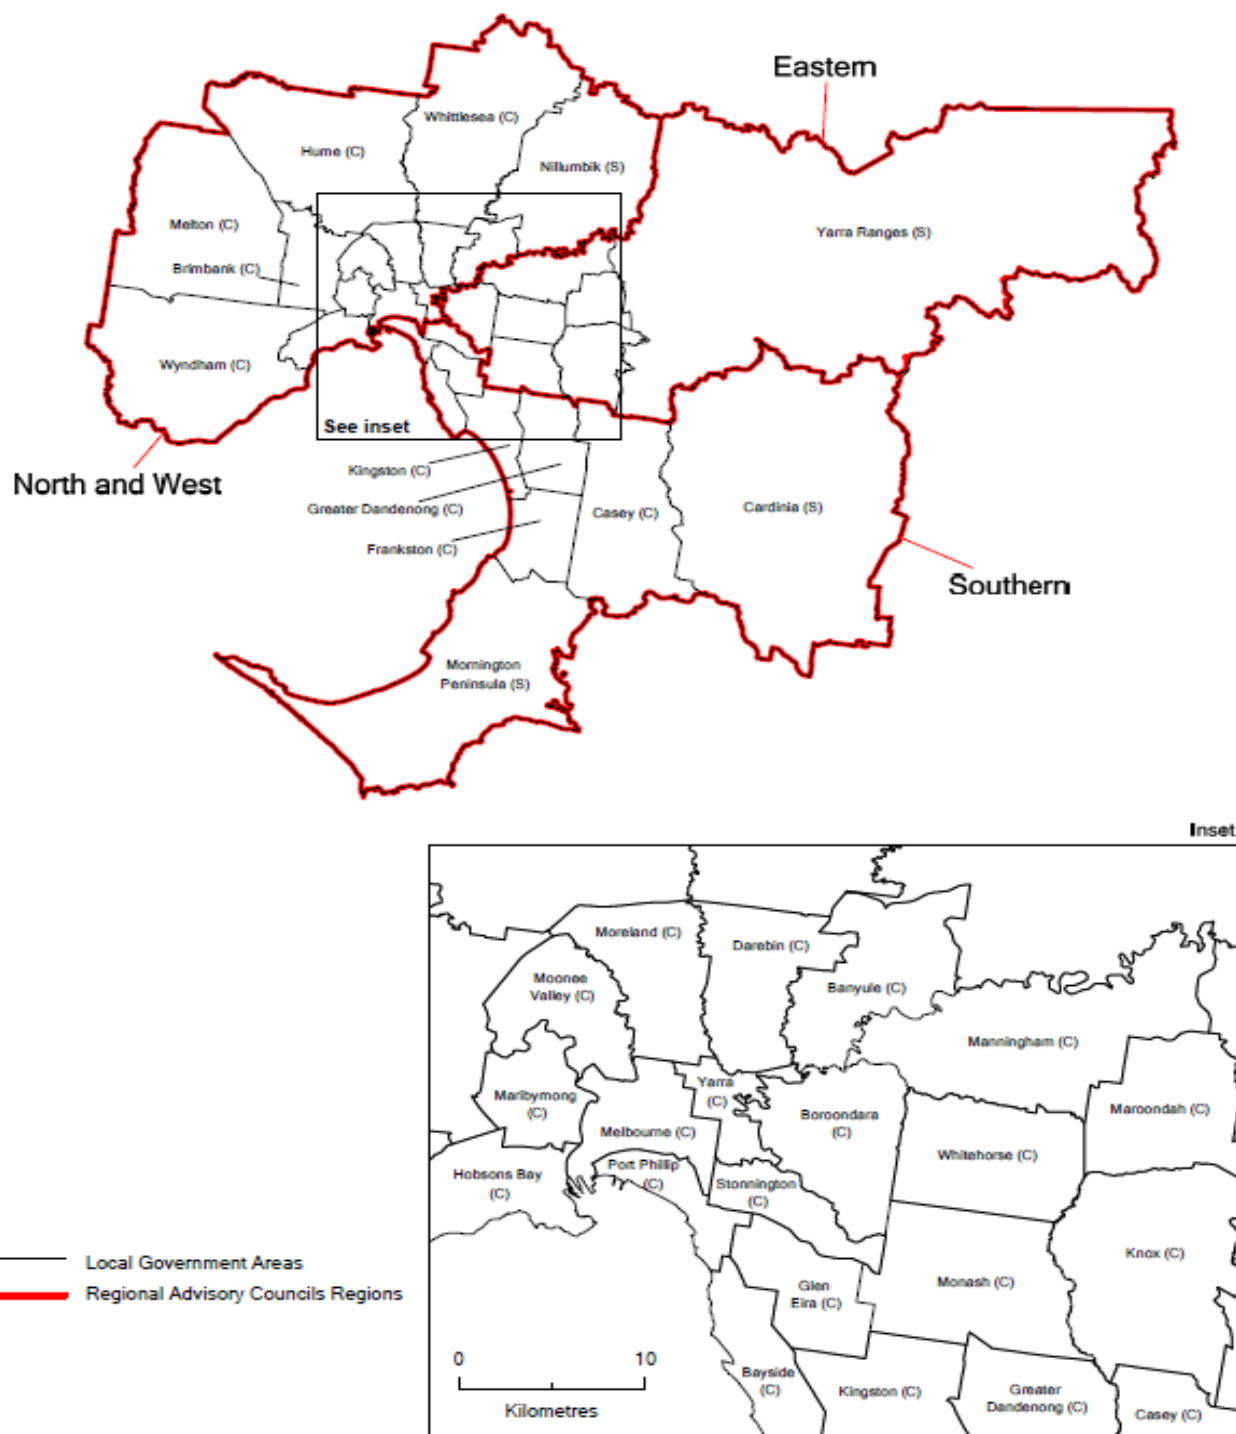 Eastern
Whittlesea (C)
Hume (C)
Nillumbik (S)
Melton (C)
Yarra Ranges (S)
Brimbank (C)
Wyndham (C)
See inset
Kingston (C)
North and West
Greater Dandenong (C)
Casey (C)
Cardinia (S)
Frankston (C)
Southern
Mornington
Peninsula (S)
Inset
Moreland (C)
Darebin (C)
Moonee
Valley (C)
Banyule (C)
Manningham (C)
Yarra
(C)
Marlbymong
(C)
Boroondara
(C)
Maroondah (C)
Melbourne (C)
Whitehorse (C)
Port Phillip
(C)
Hobsons Bay
(C)
Stonnington
(C)
Knox (C)
Local Government Areas
Regional Advisory Councils Regions
Glen
Eira (C)
Monash (C)
0 10
Kilometres
Bayside
(C)
Kingston (C)
Greater
Dandenong (C)
Casey (C)